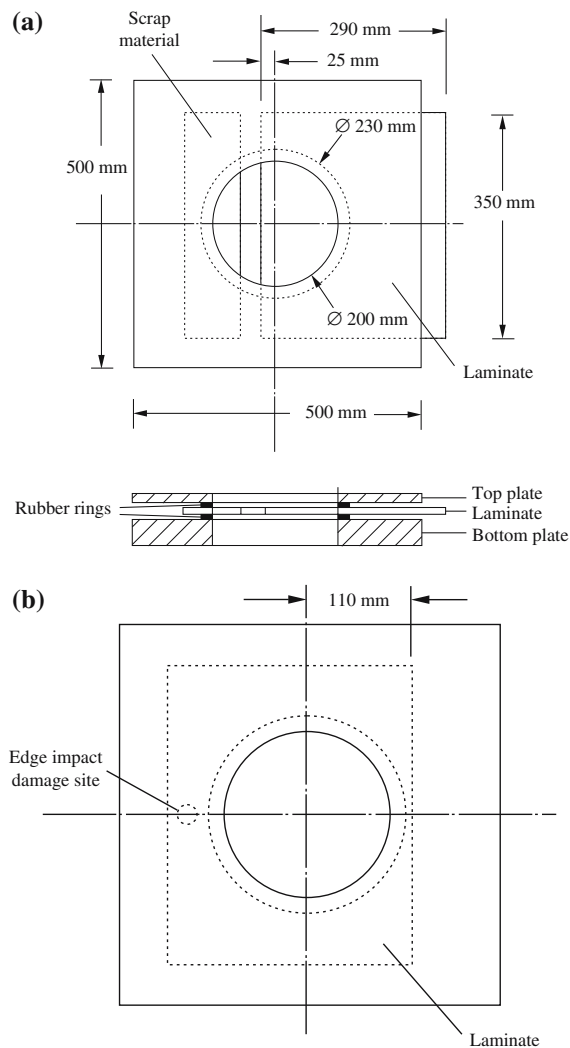 (a)
Scrap
material
290 mm
25 mm
∅ 230 mm
500 mm
350 mm
∅ 200 mm
Laminate
500 mm
Rubber rings
Top plate
Laminate
Bottom plate
(b)
110 mm
Edge impact
damage site
Laminate